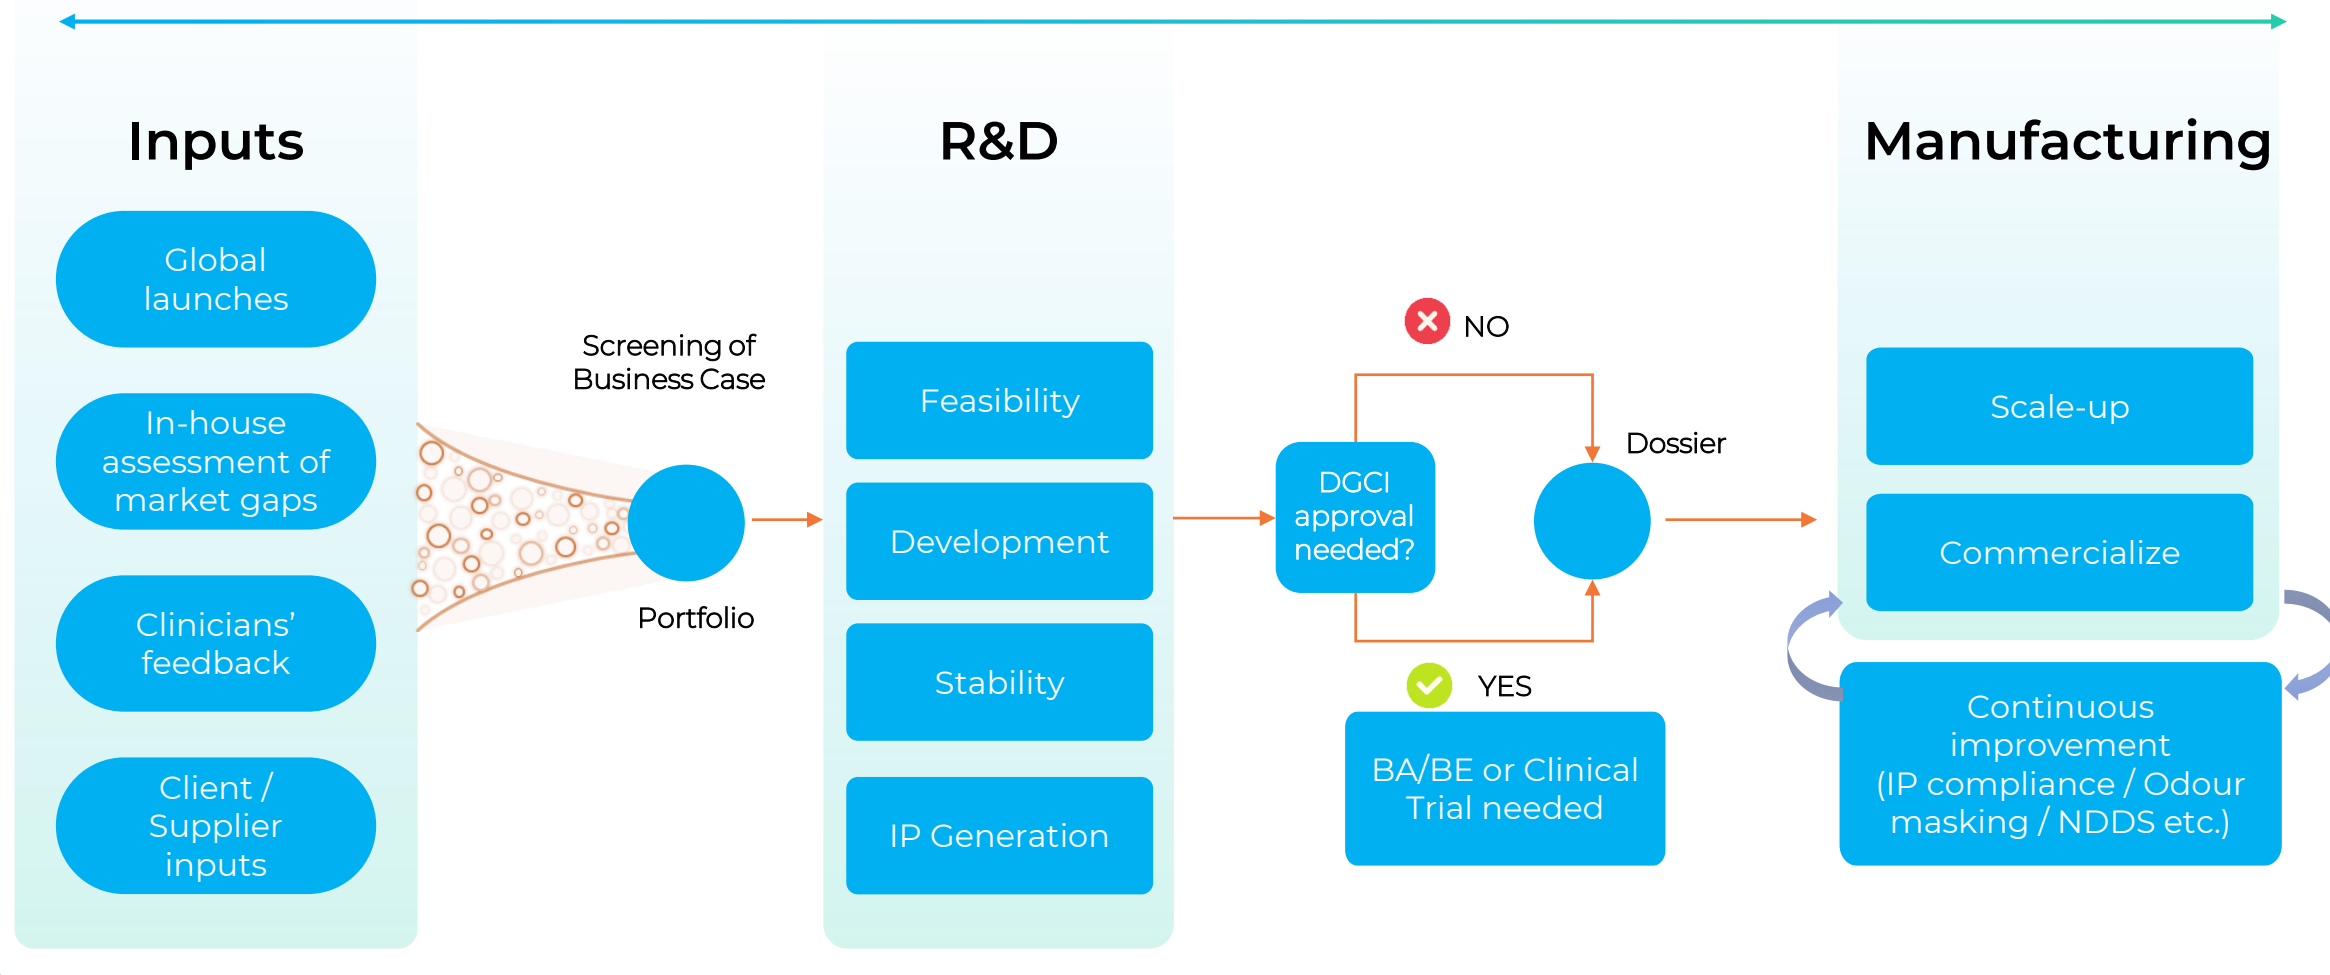 Inputs
Global
launches
In-house
assessment of
market gaps
Clinicians’
feedback
Client /
Supplier
inputs
Screening of
Business Case
Portfolio
R&D
Feasibility
Development
Stability
IP Generation
DGCI
approval
needed?
NO
YES
BA/BE or Clinical
Trial needed
Dossier
Manufacturing
Scale-up
Commercialize
Continuous
improvement
(IP compliance / Odour
masking / NDDS etc.)